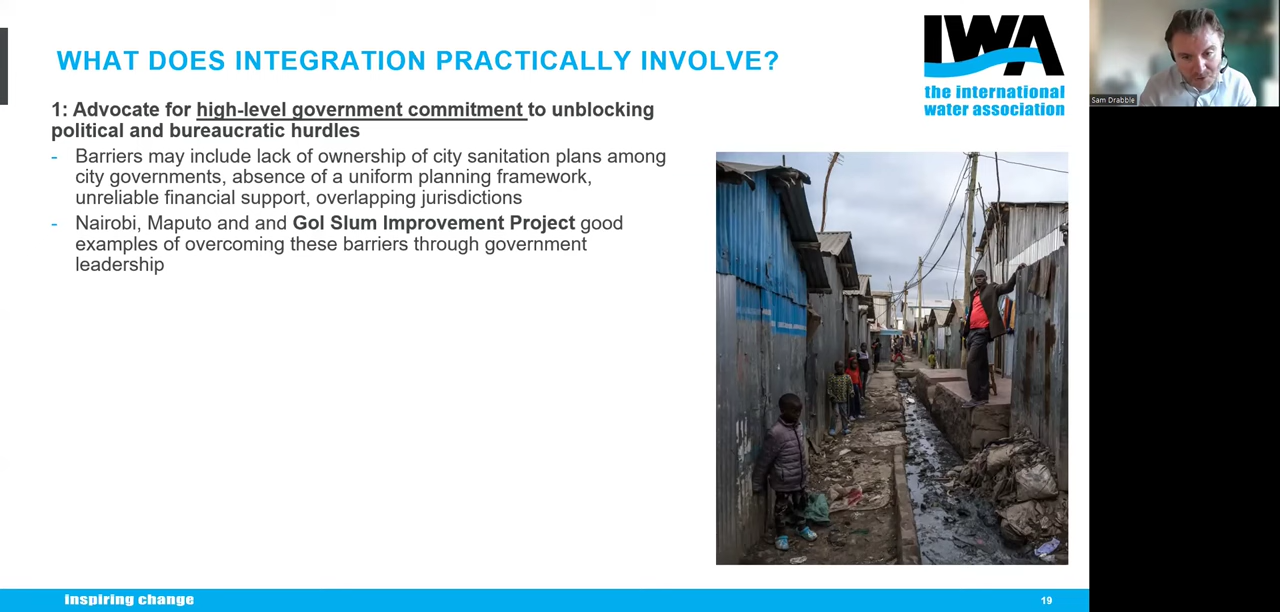 WHAT DOES INTEGRATION PRACTICALLY INVOLVE?
IWA
the international
water association
1: Advocate for high-level government commitment to unblocking
political and bureaucratic hurdles
- Barriers may include lack of ownership of city sanitation plans among
city governments, absence of a uniform planning framework,
unreliable financial support, overlapping jurisdictions
- Nairobi, Maputo and and GoI Slum Improvement Project good
examples of overcoming these barriers through government
leadership
inspiring change
19
Sam Drabble